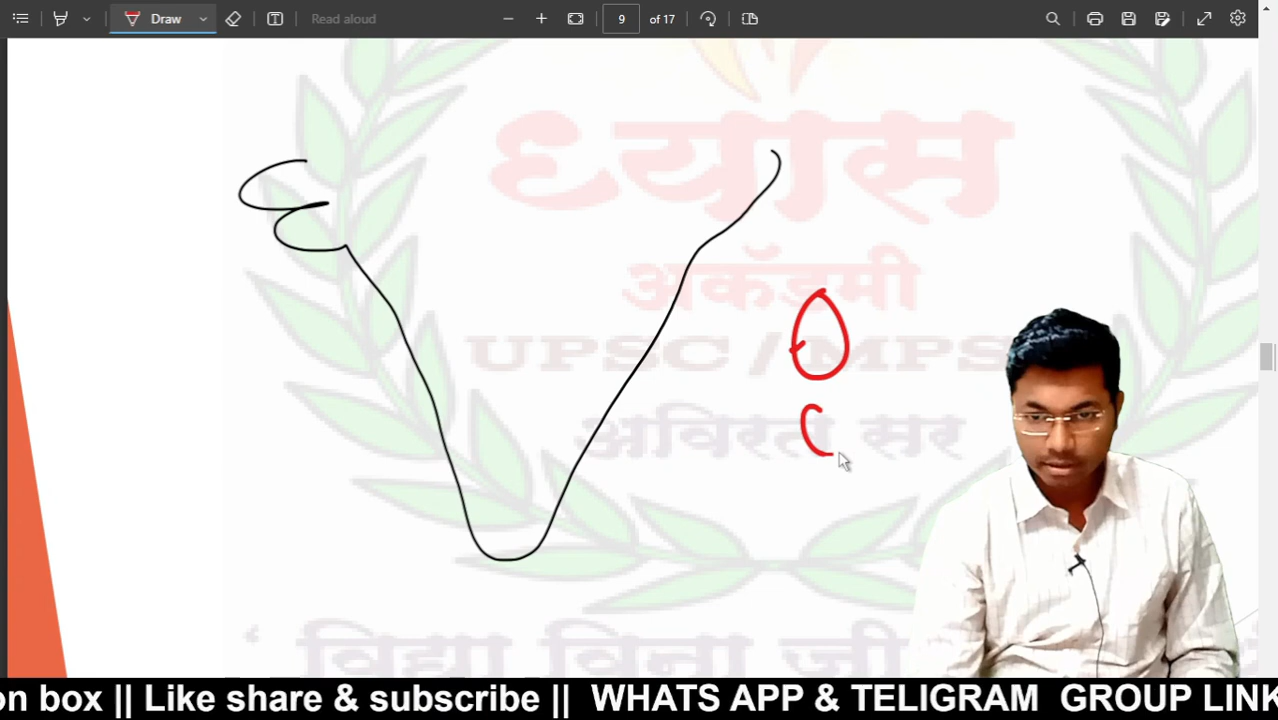 Draw
Read aloud
9 of 17
ध्यास
अकॅडमी
UPSC / MPS
अविरत सर
विद्या विना
on box || Like share & subscribe || WHATS APP & TELIGRAM GROUP LINK